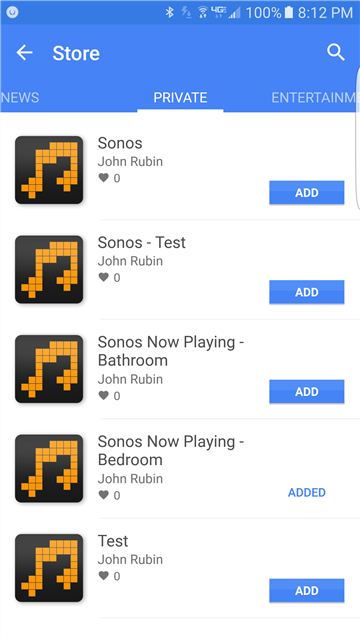 4G 100% 8:12 PM
Store
NEWS PRIVATE ENTERTAINME
Sonos
John Rubin
0
ADD
Sonos - Test
John Rubin
0
ADD
Sonos Now Playing -
Bathroom
John Rubin
0
ADD
Sonos Now Playing -
Bedroom
John Rubin
0
ADDED
Test
John Rubin
0
ADD